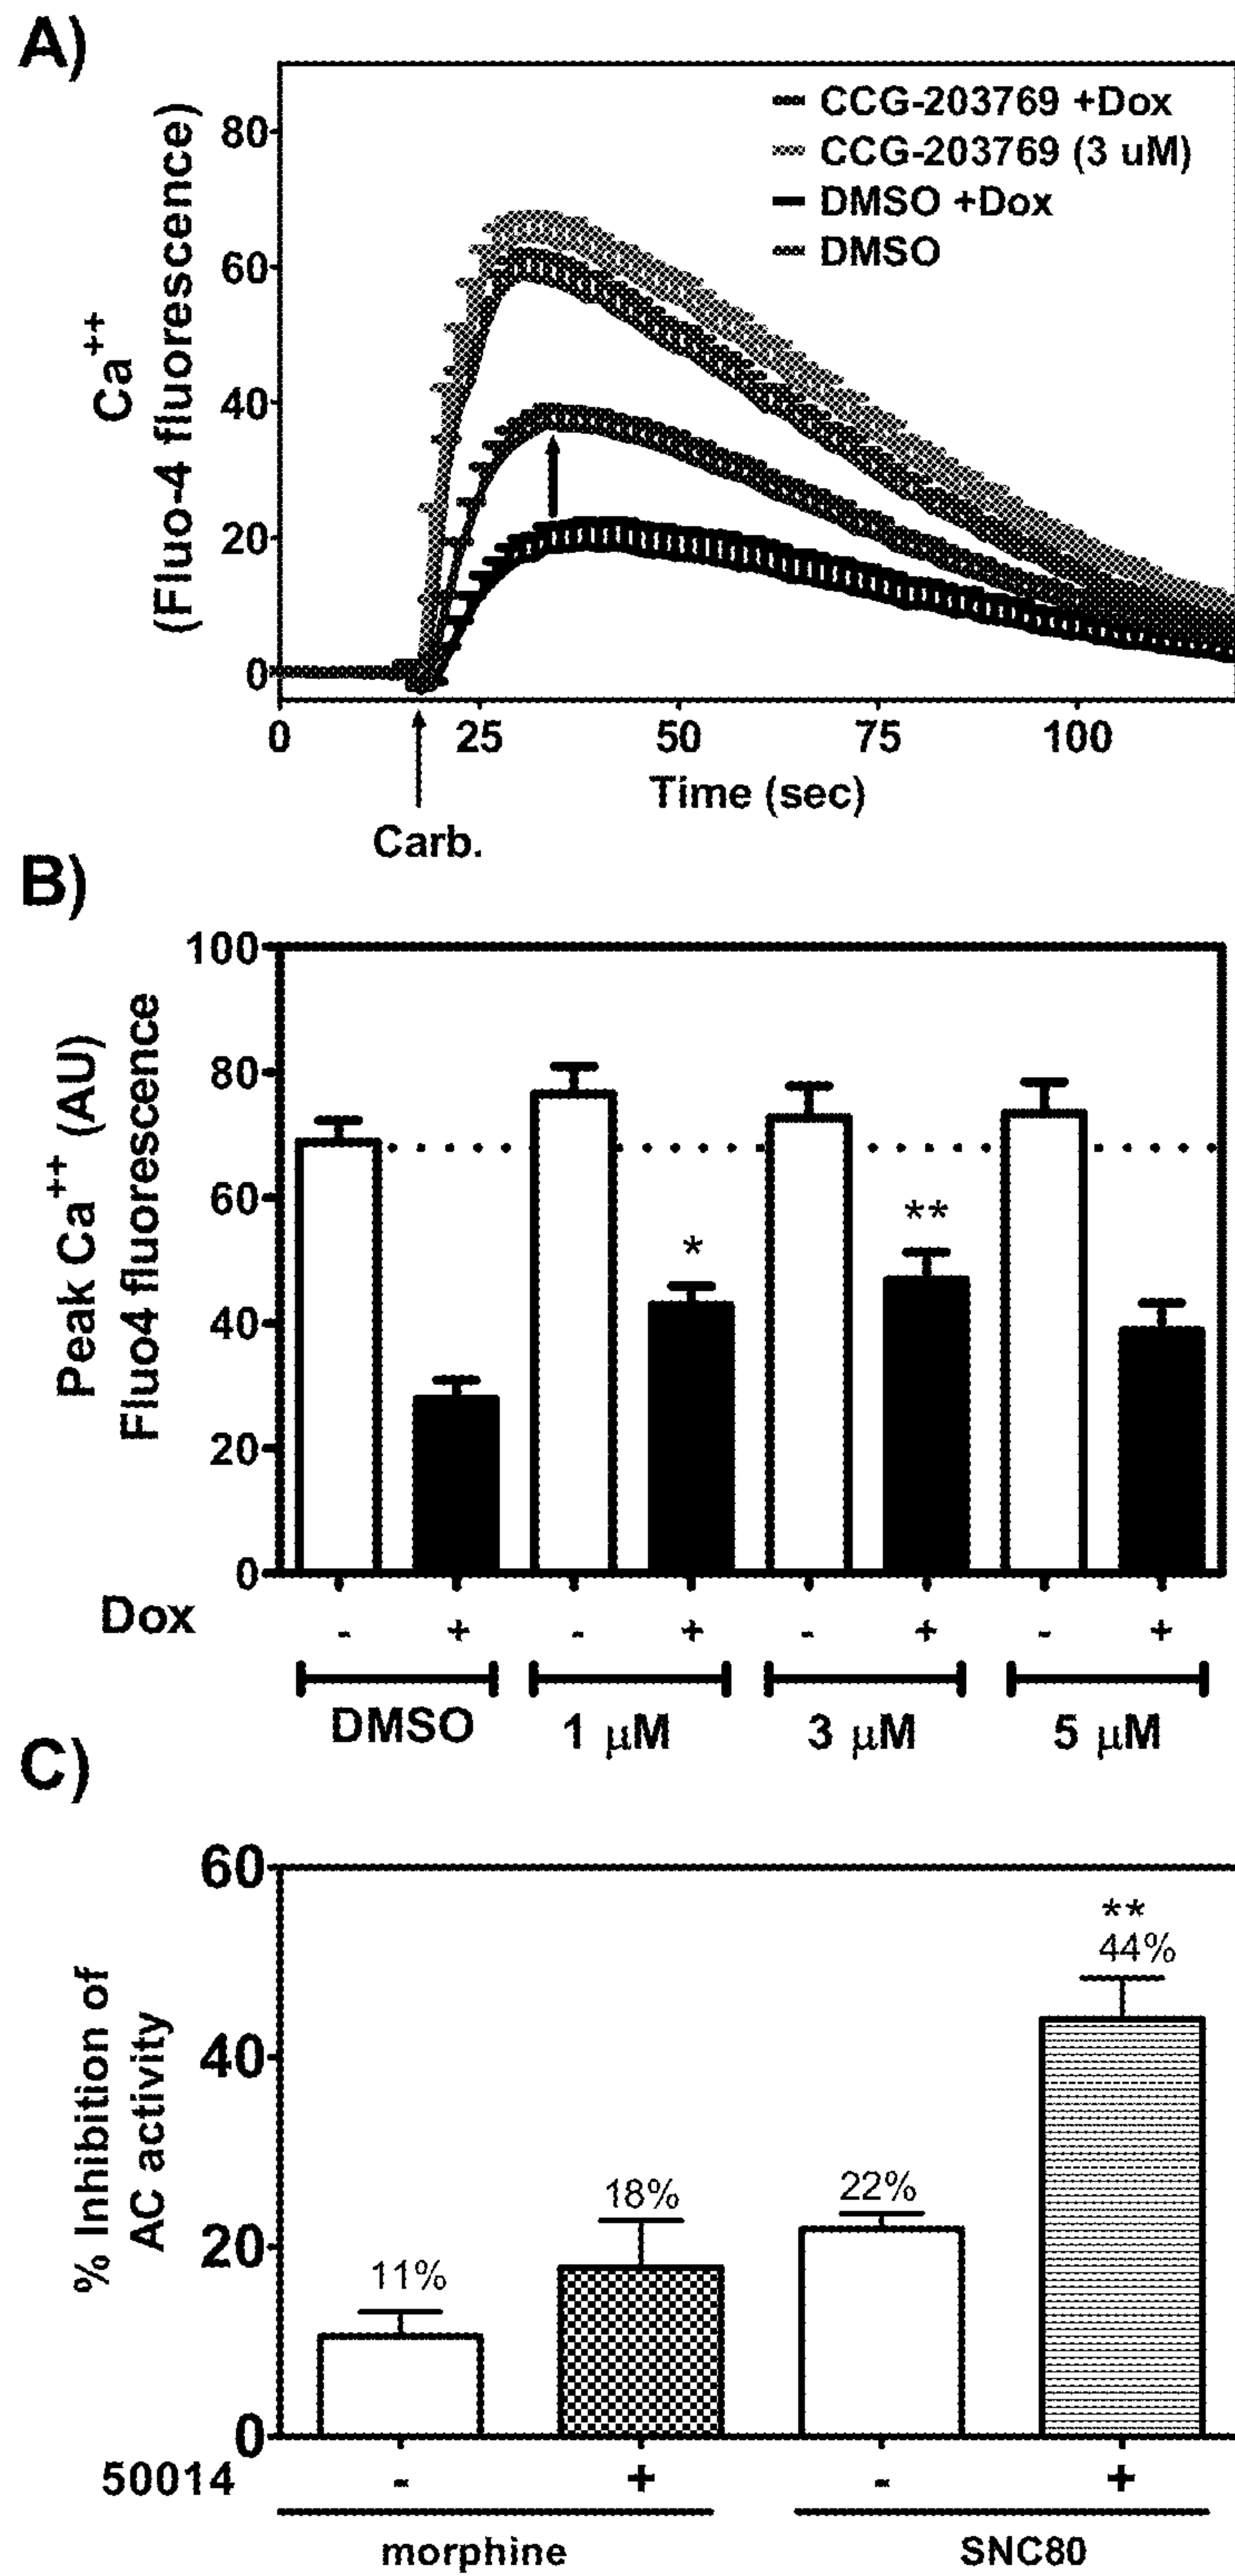 A)
Ca++
(Fluo-4 fluorescence)
80
60
40
20
0
CCG-203769 +Dox
CCG-203769 (3 uM)
DMSO +Dox
DMSO
0 25 50 75 100
Time (sec)
Carb.
B)
Peak Ca++ (AU)
Fluo4 fluorescence
100
80
60
40
20
0
*
**
Dox - + - + - + - +
DMSO 1 μM 3 μM 5 μM
C)
% Inhibition of
AC activity
60
40
20
0
11%
18%
22%
**
44%
50014 - + - +
morphine SNC80